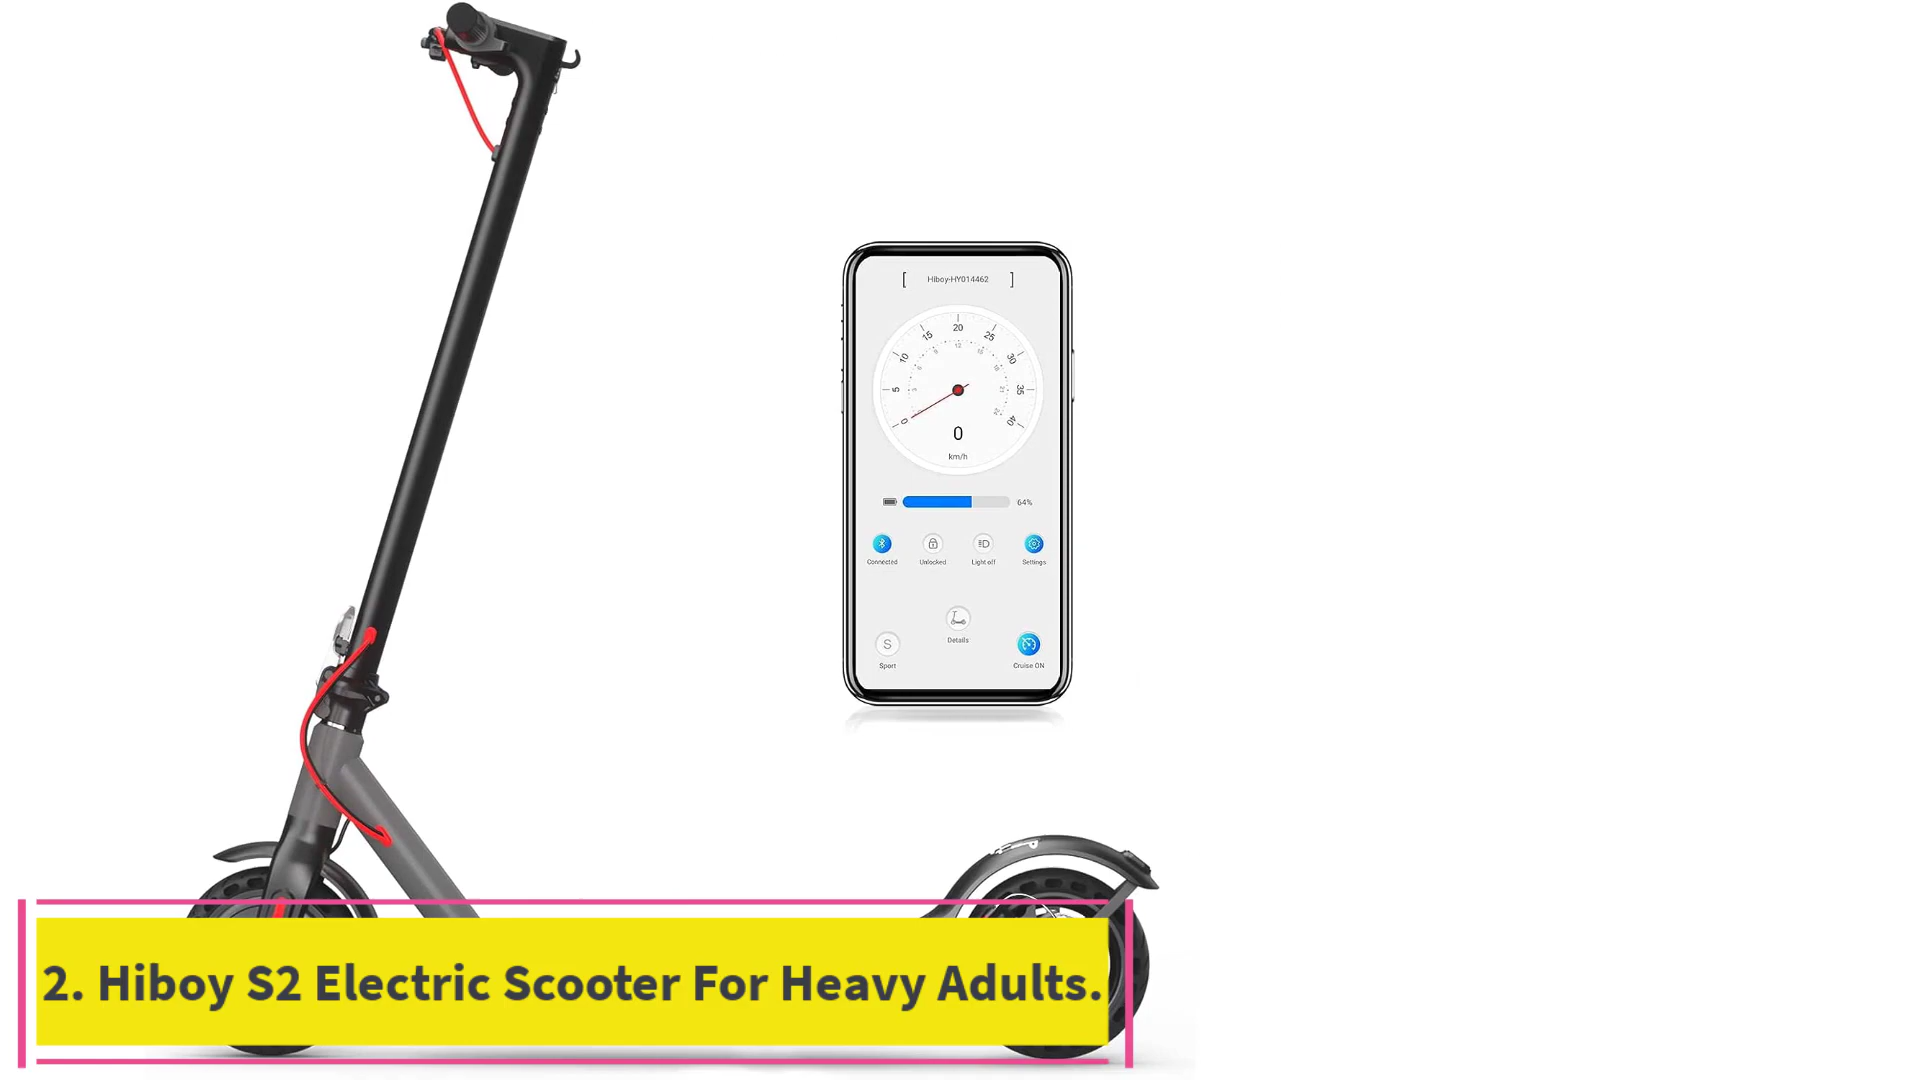 [ Hiboy-HY014462 ]
0 5 10 15 20 25 30 35 40
0
km/h
64%
Connected Unlocked Light off Settings
Details
S
Sport Cruise ON
2. Hiboy S2 Electric Scooter For Heavy Adults.